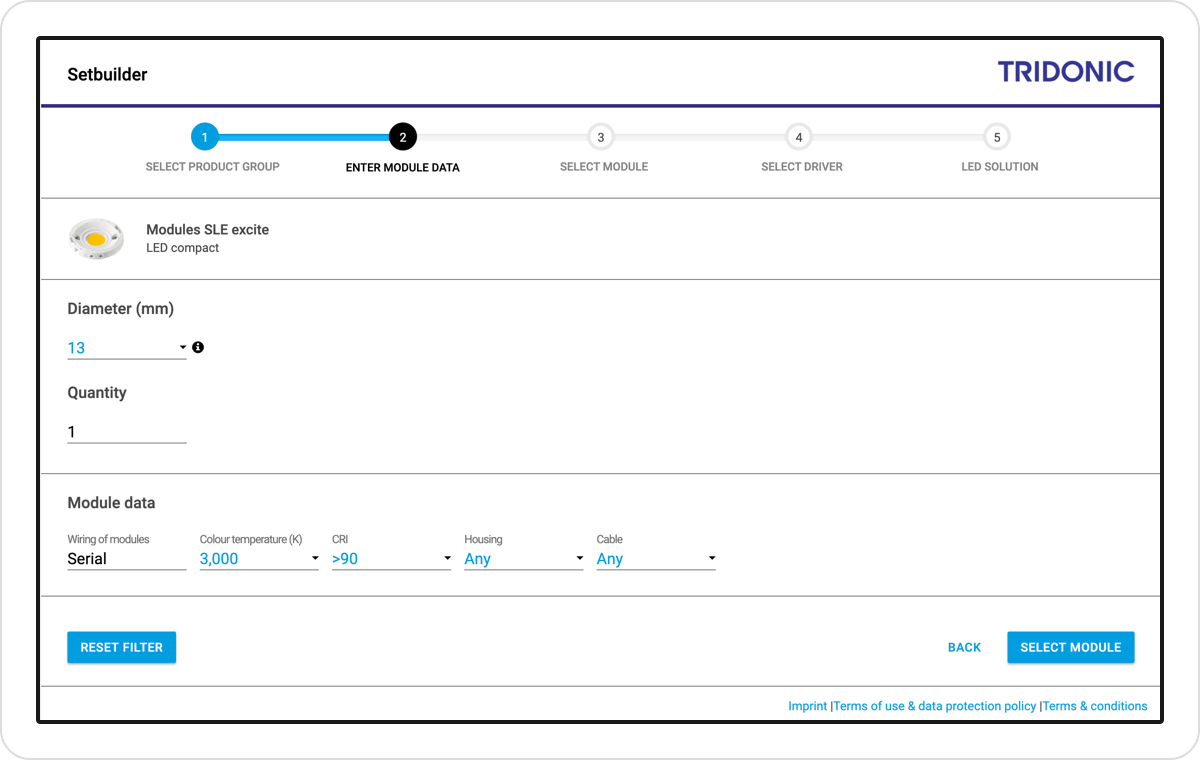 Setbuilder
TRIDONIC
1 2 3 4 5
SELECT PRODUCT GROUP ENTER MODULE DATA SELECT MODULE SELECT DRIVER LED SOLUTION
Modules SLE excite
LED compact
Diameter (mm)
13
Quantity
1
Module data
Wiring of modules Colour temperature (K) CRI Housing Cable
Serial 3,000 >90 Any Any
RESET FILTER BACK SELECT MODULE
Imprint |Terms of use & data protection policy |Terms & conditions